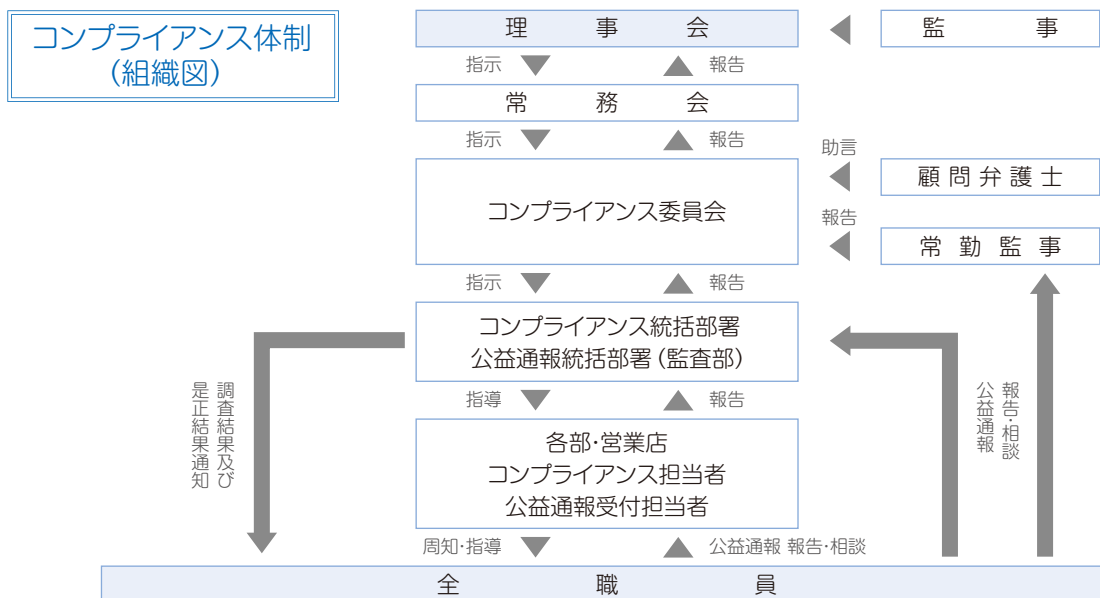 コンプライアンス体制
(組織図)
理事会
監事
指示
報告
常務会
指示
報告
助言
コンプライアンス委員会
顧問弁護士
報告
常勤監事
指示
報告
コンプライアンス統括部署
公益通報統括部署(監査部)
調査結果及び
是正結果通知
報告・相談
公益通報
指導
報告
各部・営業店
コンプライアンス担当者
公益通報受付担当者
周知・指導
公益通報 報告・相談
全職員